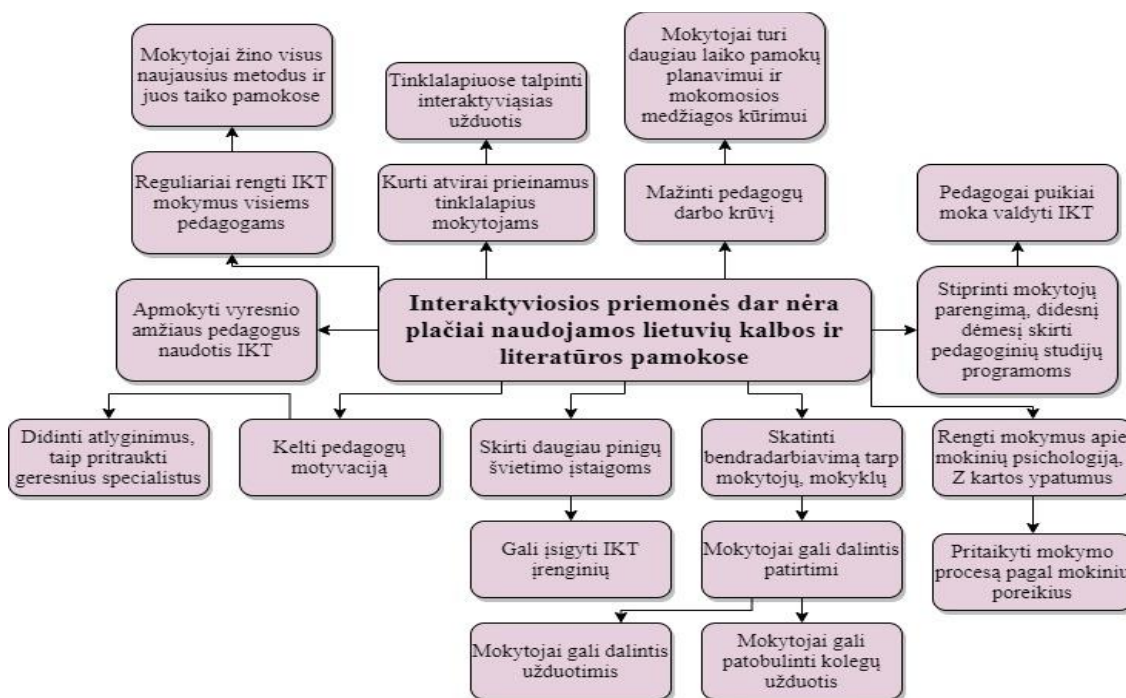 Mokytojai žino visus
naujausius metodus ir
juos taiko pamokose
Tinklalapiuose talpinti
interaktyviąsias
užduotis
Mokytojai turi
daugiau laiko pamokų
planavimui ir
mokomosios
medžiagos kūrimui
Reguliariai rengti IKT
mokymus visiems
pedagogams
Kurti atvirai prieinamus
tinklalapius
mokytojams
Mažinti pedagogų
darbo krūvį
Pedagogai puikiai
moka valdyti IKT
Apmokyti vyresnio
amžiaus pedagogus
naudotis IKT
Interaktyviosios priemonės dar nėra
plačiai naudojamos lietuvių kalbos ir
literatūros pamokose
Stiprinti mokytojų
parengimą, didesnį
dėmesį skirti
pedagoginių studijų
programoms
Didinti atlyginimus,
taip pritraukti
geresnius specialistus
Kelti pedagogų
motyvaciją
Skirti daugiau pinigų
švietimo įstaigoms
Skatinti
bendradarbiavimą tarp
mokytojų, mokyklų
Rengti mokymus apie
mokinių psichologiją,
Z kartos ypatumus
Gali įsigyti IKT
įrenginių
Mokytojai gali dalintis
patirtimi
Pritaikyti mokymo
procesą pagal mokinių
poreikius
Mokytojai gali dalintis
užduotimis
Mokytojai gali
patobulinti kolegų
užduotis